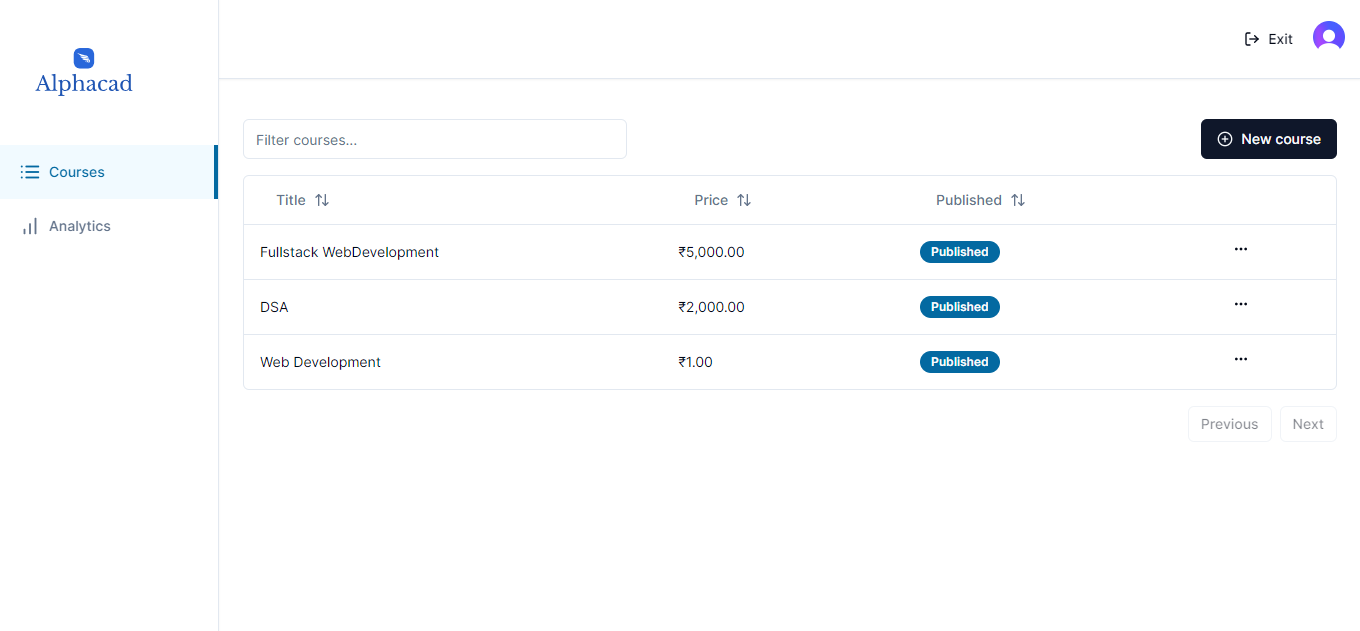 Alphacad
Exit
Courses
Analytics
Filter courses...
New course
Title Price Published
Fullstack WebDevelopment ₹5,000.00 Published
DSA ₹2,000.00 Published
Web Development ₹1.00 Published
Previous Next